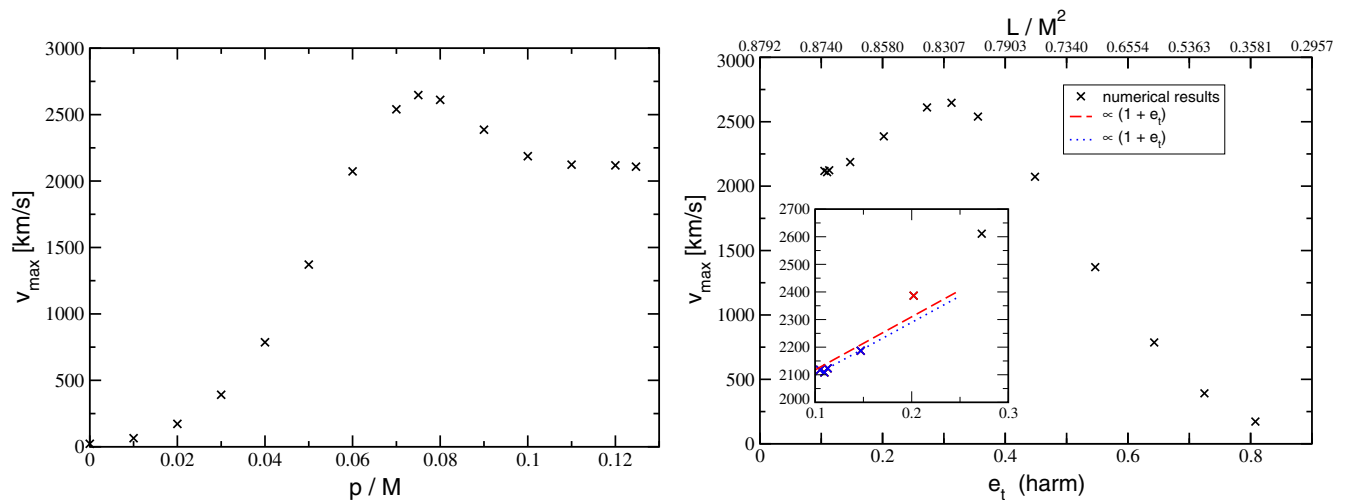 3000
2500
2000
1500
1000
500
0
v_max [km/s]
0 0.02 0.04 0.06 0.08 0.1 0.12
p / M
L / M^2
0.8792 0.8740 0.8580 0.8307 0.7903 0.7340 0.6554 0.5363 0.3581 0.2957
3000
2500
2000
1500
1000
500
0
v_max [km/s]
numerical results
∝ (1 + e_t)
∝ (1 + e_t)
2700
2600
2500
2400
2300
2200
2100
2000
0.1 0.2 0.3
0 0.2 0.4 0.6 0.8
e_t (harm)